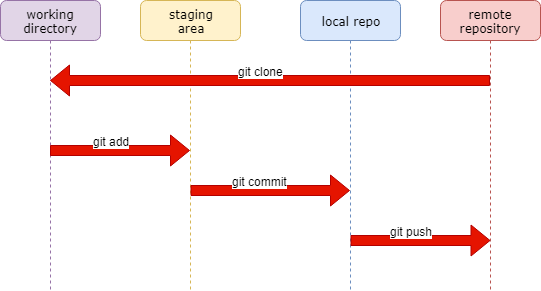 working
directory
staging
area
local repo
remote
repository
git clone
git add
git commit
git push